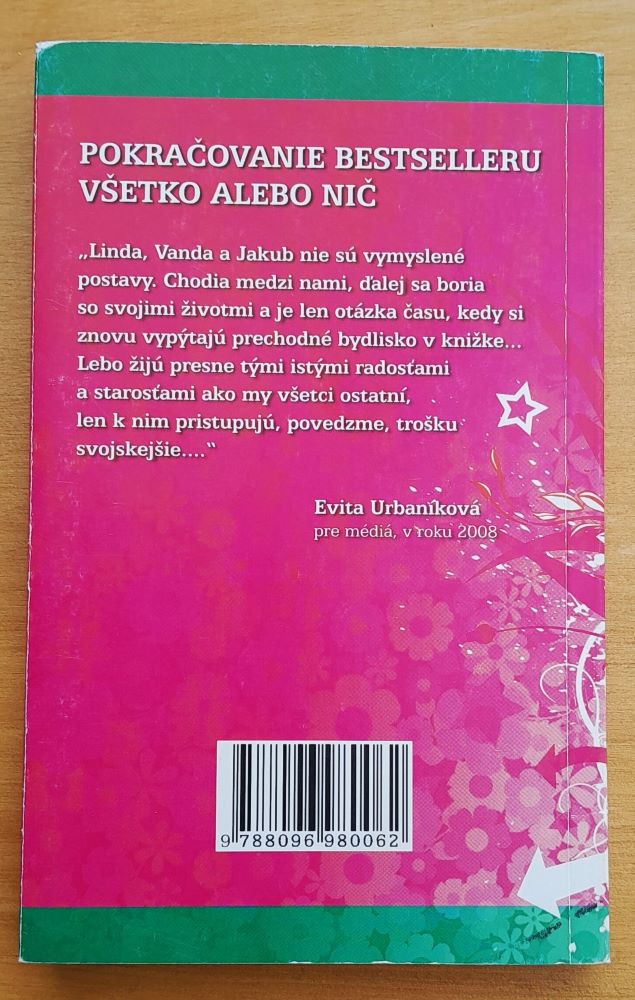 POKRAČOVANIE BESTSELLERU
VŠETKO ALEBO NIČ
„Linda, Vanda a Jakub nie sú vymyslené
postavy. Chodia medzi nami, ďalej sa boria
so svojimi životmi a je len otázka času, kedy si
znovu vypýtajú prechodné bydlisko v knižke...
Lebo žijú presne tými istými radosťami
a starosťami ako my všetci ostatní,
len k nim pristupujú, povedzme, trošku
svojskejšie....“
Evita Urbaníková
pre médiá, v roku 2008
9 788096 980062